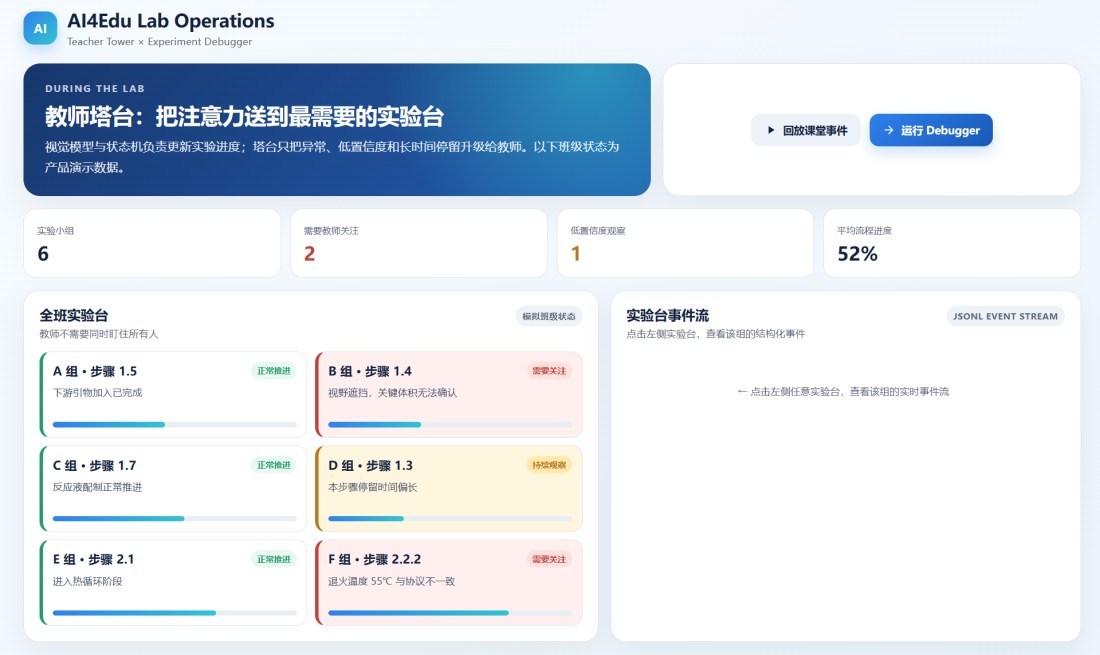 AI
AI4Edu Lab Operations
Teacher Tower × Experiment Debugger
DURING THE LAB
教师塔台：把注意力送到最需要的实验台
视觉模型与状态机负责更新实验进度；塔台只把异常、低置信度和长时间停留升级给教师。以下班级状态为
产品演示数据。
回放课堂事件
→ 运行 Debugger
实验小组
6
需要教师关注
2
低置信度观察
1
平均流程进度
52%
全班实验台
模拟班级状态
教师不需要同时盯住所有人
A 组 · 步骤 1.5
正常推进
下游引物加入已完成
B 组 · 步骤 1.4
需要关注
视野遮挡，关键体积无法确认
C 组 · 步骤 1.7
正常推进
反应液配制正常推进
D 组 · 步骤 1.3
持续观察
本步骤停留时间偏长
E 组 · 步骤 2.1
正常推进
进入热循环阶段
F 组 · 步骤 2.2.2
需要关注
退火温度 55℃ 与协议不一致
实验台事件流
JSONL EVENT STREAM
点击左侧实验台，查看该组的结构化事件
← 点击左侧任意实验台，查看该组的实时事件流